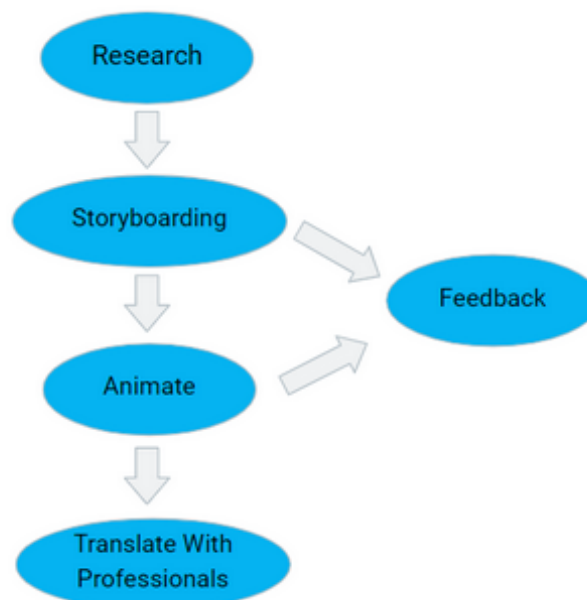 Research
Storyboarding
Feedback
Animate
Translate With
Professionals